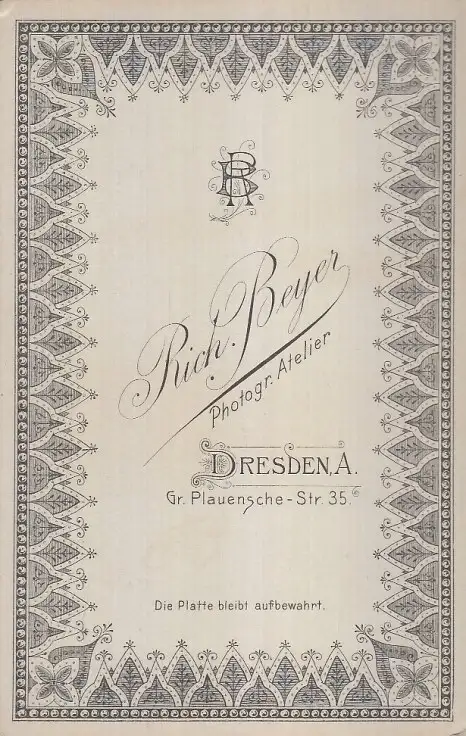 RB
Rich. Beyer
Photogr. Atelier
DRESDEN, A.
Gr. Plauensche-Str. 35.
Die Platte bleibt aufbewahrt.